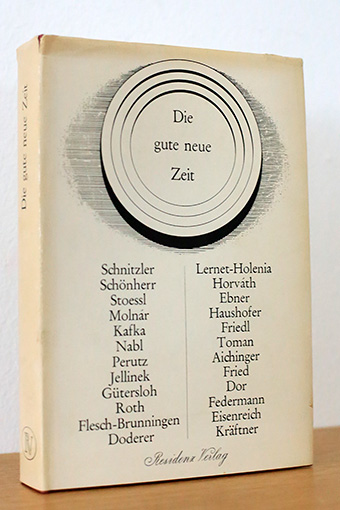 Die gute neue Zeit
Die
gute neue
Zeit
Schnitzler
Schönherr
Stoessl
Molnár
Kafka
Nabl
Perutz
Jellinek
Gütersloh
Roth
Flesch-Brunningen
Doderer
Lernet-Holenia
Horváth
Ebner
Haushofer
Friedl
Toman
Aichinger
Fried
Dor
Federmann
Eisenreich
Kräftner
Residenz Verlag